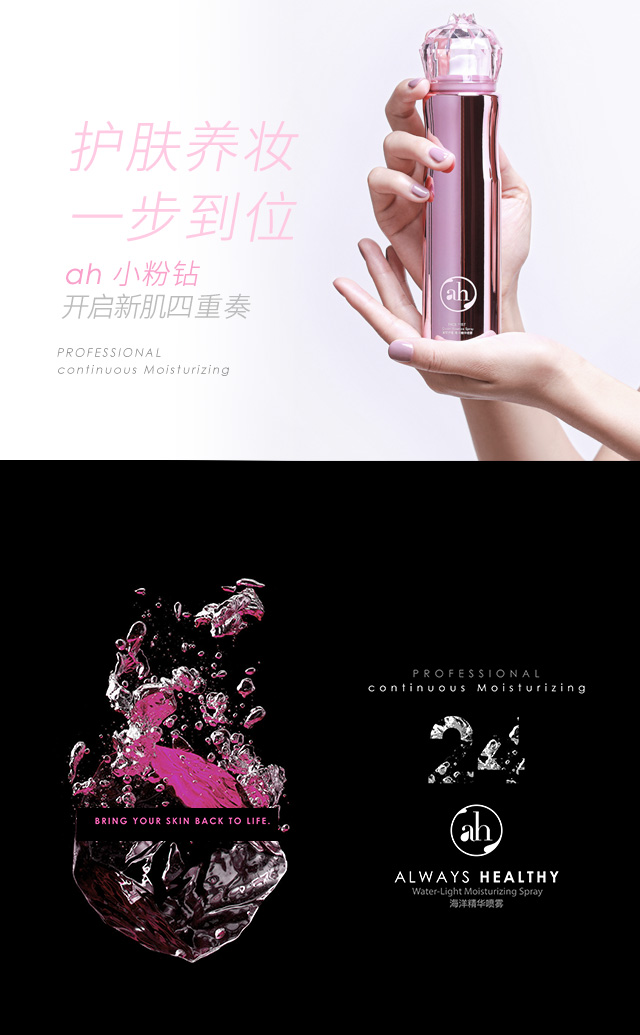 护肤养妆
一步到位
ah 小粉钻
开启新肌四重奏
PROFESSIONAL
continuous Moisturizing
ah
PROFESSIONAL
continuous Moisturizing
24
BRING YOUR SKIN BACK TO LIFE.
ah
ALWAYS HEALTHY
Water-Light Moisturizing Spray
海洋精华喷雾